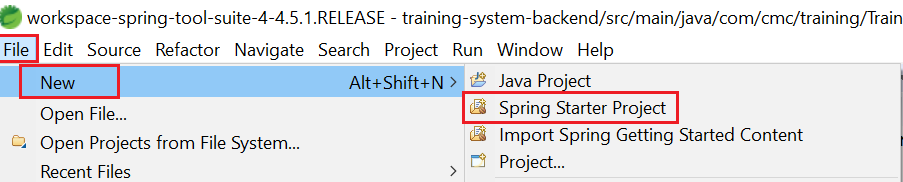 workspace-spring-tool-suite-4-4.5.1.RELEASE - training-system-backend/src/main/java/com/cmc/training/Train
File Edit Source Refactor Navigate Search Project Run Window Help
New Alt+Shift+N >
Java Project
Spring Starter Project
Open File...
Import Spring Getting Started Content
Open Projects from File System...
Project...
Recent Files >